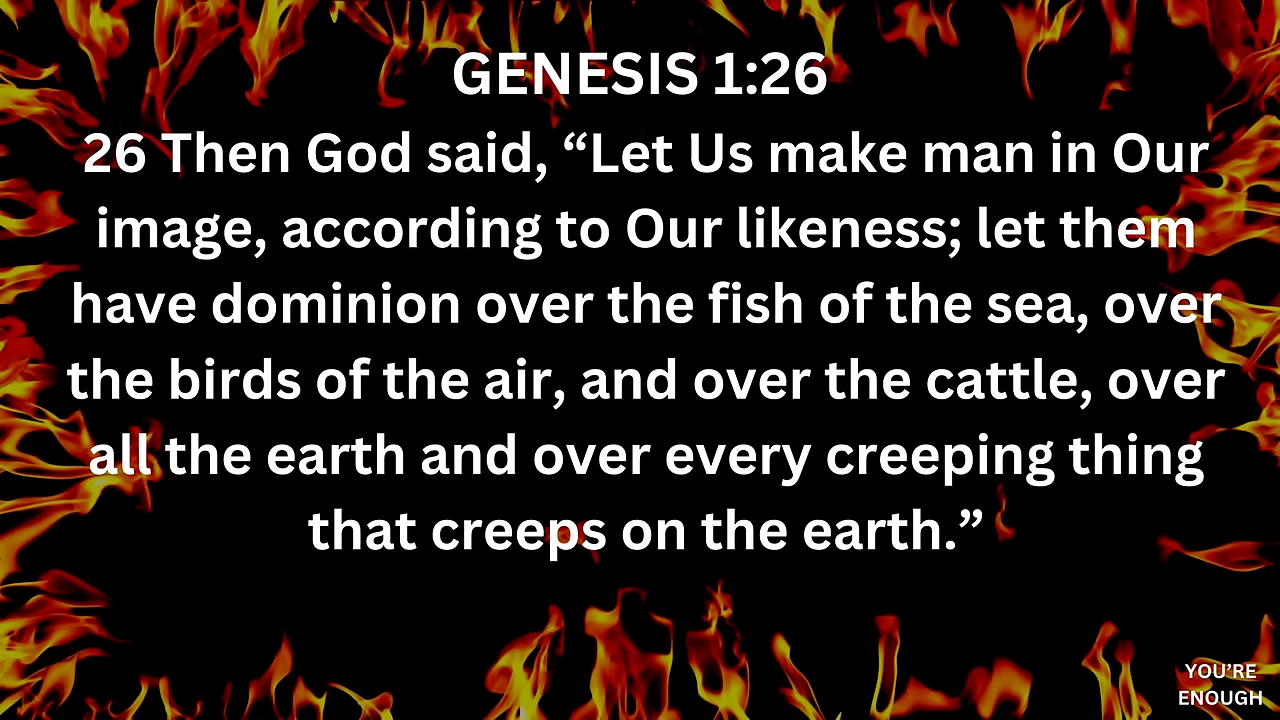 GENESIS 1:26
26 Then God said, “Let Us make man in Our
image, according to Our likeness; let them
have dominion over the fish of the sea, over
the birds of the air, and over the cattle, over
all the earth and over every creeping thing
that creeps on the earth.”
YOU’RE
ENOUGH